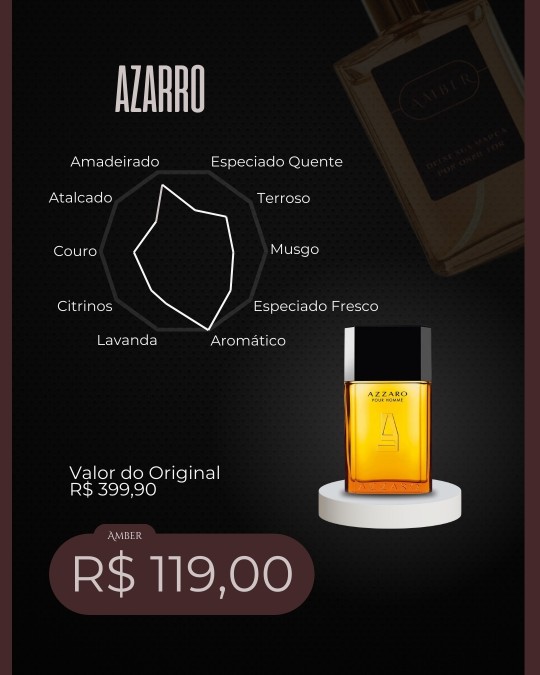 AMBER
AZARRO
Amadeirado
Especiado Quente
Atalcado
Terroso
Couro
Musgo
Citrinos
Especiado Fresco
Lavanda
Aromático
AZZARO
POUR HOMME
Valor do Original
R$ 399,90
AMBER
R$ 119,00